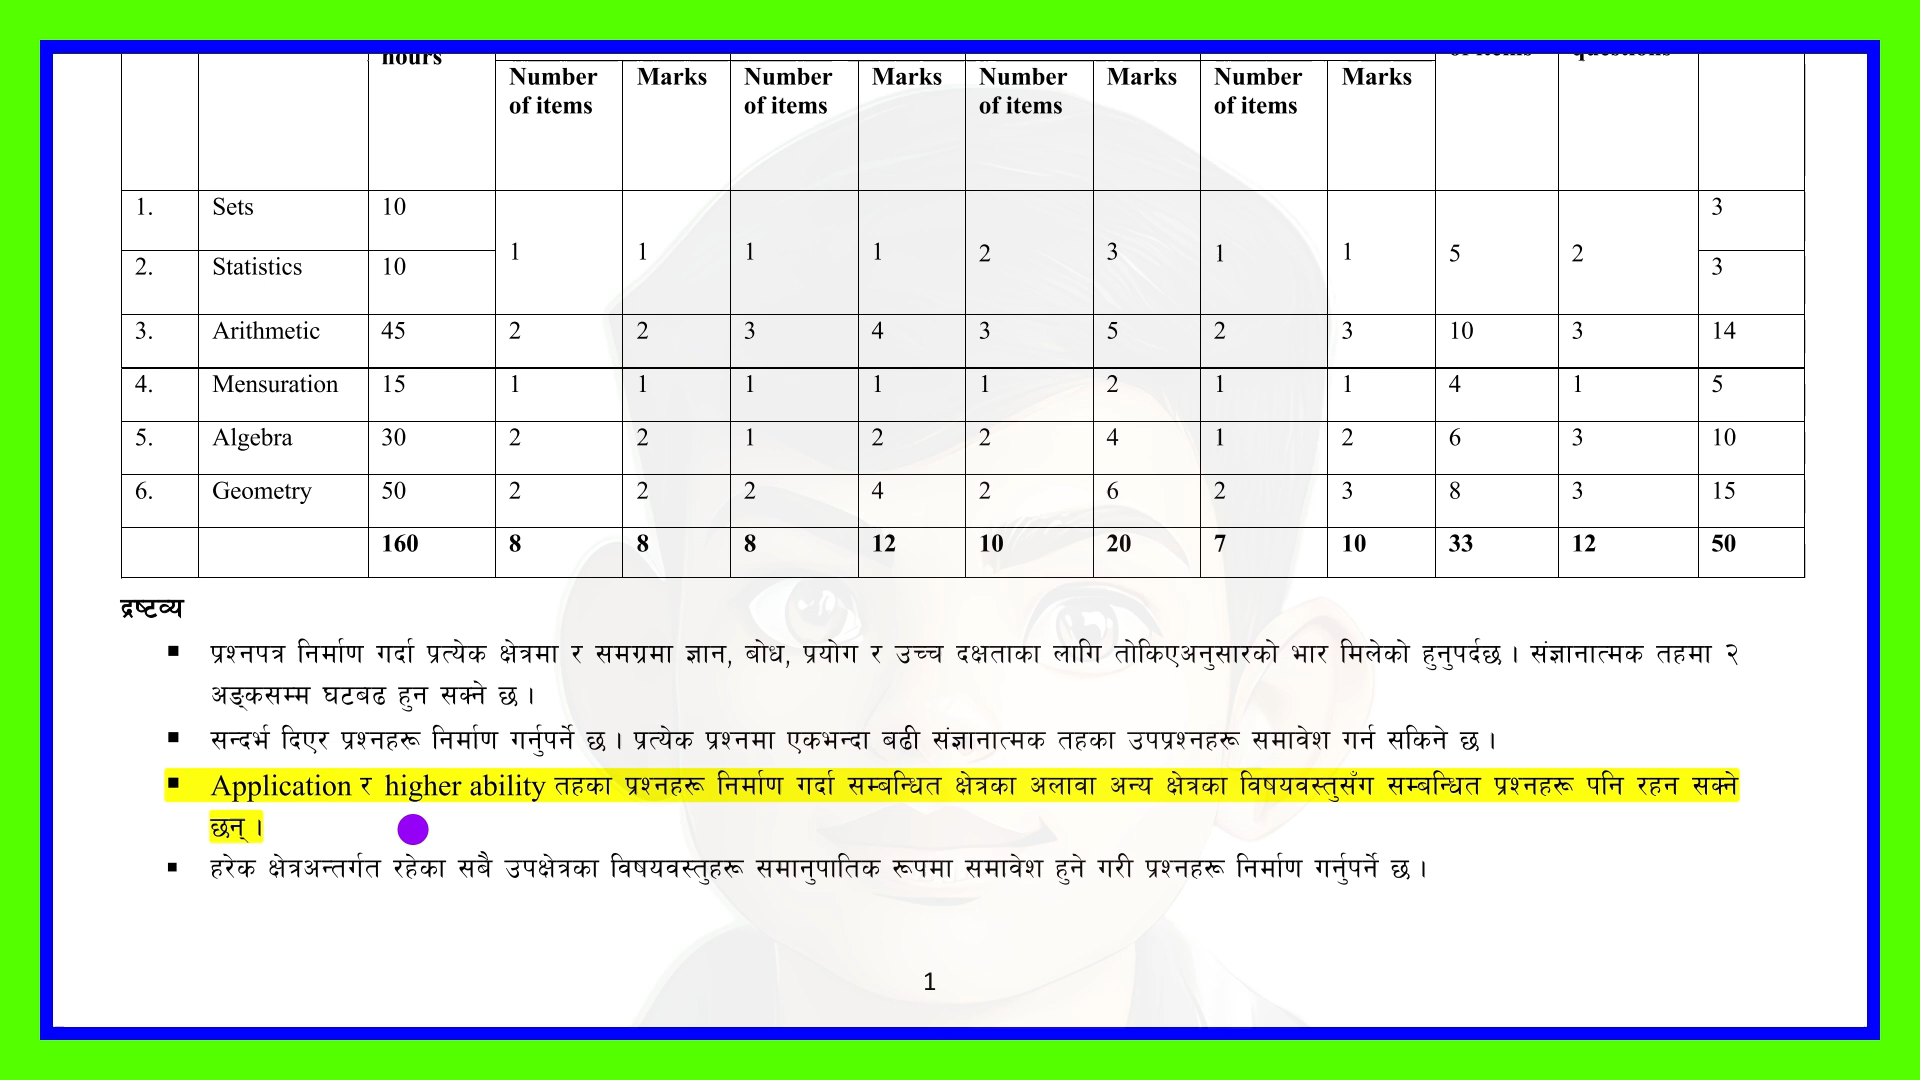 hours of items questions
Number of items Marks Number of items Marks Number of items Marks Number of items Marks
1. Sets 10 1 1 1 1 2 3 1 1 5 2 3
2. Statistics 10 3
3. Arithmetic 45 2 2 3 4 3 5 2 3 10 3 14
4. Mensuration 15 1 1 1 1 1 2 1 1 4 1 5
5. Algebra 30 2 2 1 2 2 4 1 2 6 3 10
6. Geometry 50 2 2 2 4 2 6 2 3 8 3 15
160 8 8 8 12 10 20 7 10 33 12 50
द्रष्टव्य
▪ प्रश्नपत्र निर्माण गर्दा प्रत्येक क्षेत्रमा र समग्रमा ज्ञान, बोध, प्रयोग र उच्च दक्षताका लागि तोकिएअनुसारको भार मिलेको हुनुपर्दछ । संज्ञानात्मक तहमा २
अङ्कसम्म घटबढ हुन सक्ने छ ।
▪ सन्दर्भ दिएर प्रश्नहरू निर्माण गर्नुपर्ने छ । प्रत्येक प्रश्नमा एकभन्दा बढी संज्ञानात्मक तहका उपप्रश्नहरू समावेश गर्न सकिने छ ।
▪ Application र higher ability तहका प्रश्नहरू निर्माण गर्दा सम्बन्धित क्षेत्रका अलावा अन्य क्षेत्रका विषयवस्तुसँग सम्बन्धित प्रश्नहरू पनि रहन सक्ने
छन् ।
▪ हरेक क्षेत्रअन्तर्गत रहेका सबै उपक्षेत्रका विषयवस्तुहरू समानुपातिक रूपमा समावेश हुने गरी प्रश्नहरू निर्माण गर्नुपर्ने छ ।
1